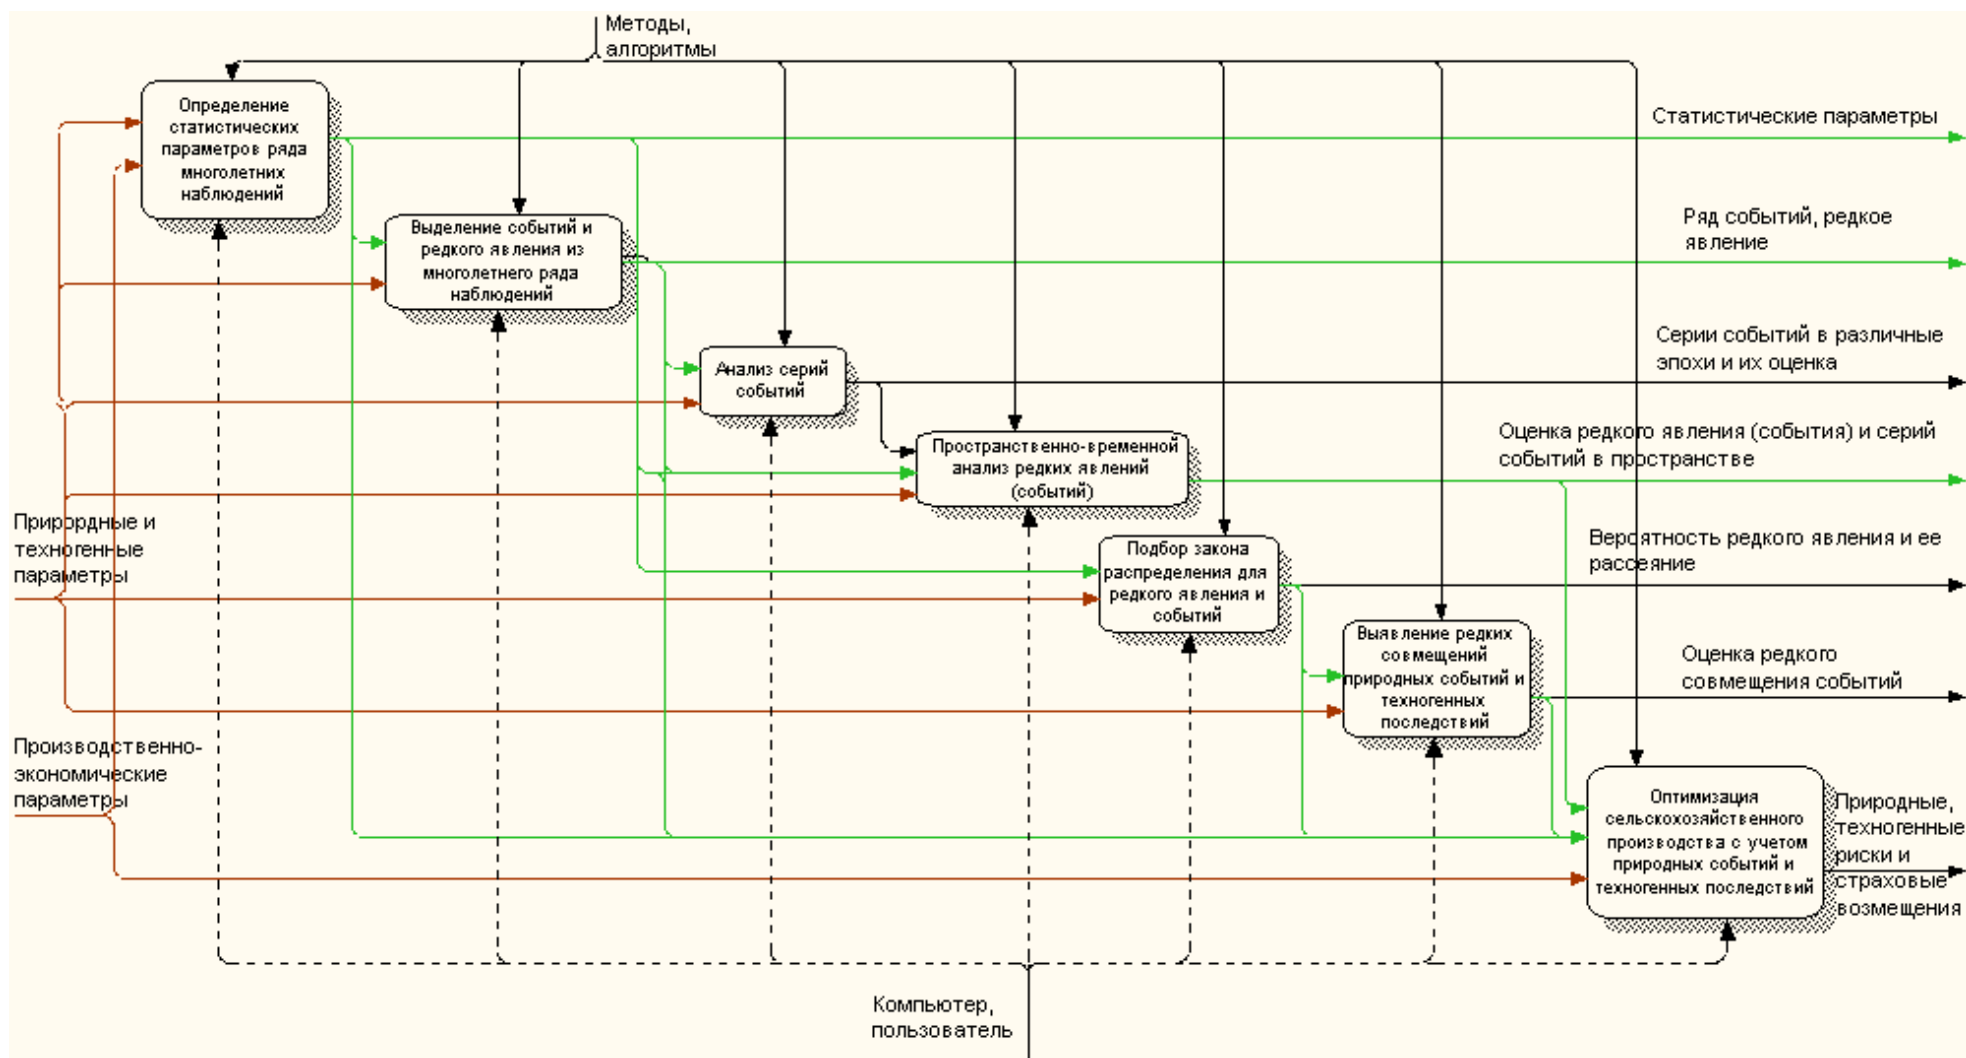 Методы,
алгоритмы
Определение
статистических
параметров ряда
многолетних
наблюдений
Статистические параметры
Выделение событий и
редкого явления из
многолетнего ряда
наблюдений
Ряд событий, редкое
явление
Анализ серий
событий
Серии событий в различные
эпохи и их оценка
Пространственно-временной
анализ редких явлений
(событий)
Оценка редкого явления (события) и серий
событий в пространстве
Прирордные и
техногенные
параметры
Подбор закона
распределения для
редкого явления и
событий
Вероятность редкого явления и ее
рассеяние
Выявление редких
совмещений
природных событий и
техногенных
последствий
Оценка редкого
совмещения событий
Производственно-
экономические
параметры
Оптимизация
сельскохозяйственного
производства с учетом
природных событий и
техногенных последствий
Природные,
техногенные
риски и
страховые
возмещения
Компьютер,
пользователь